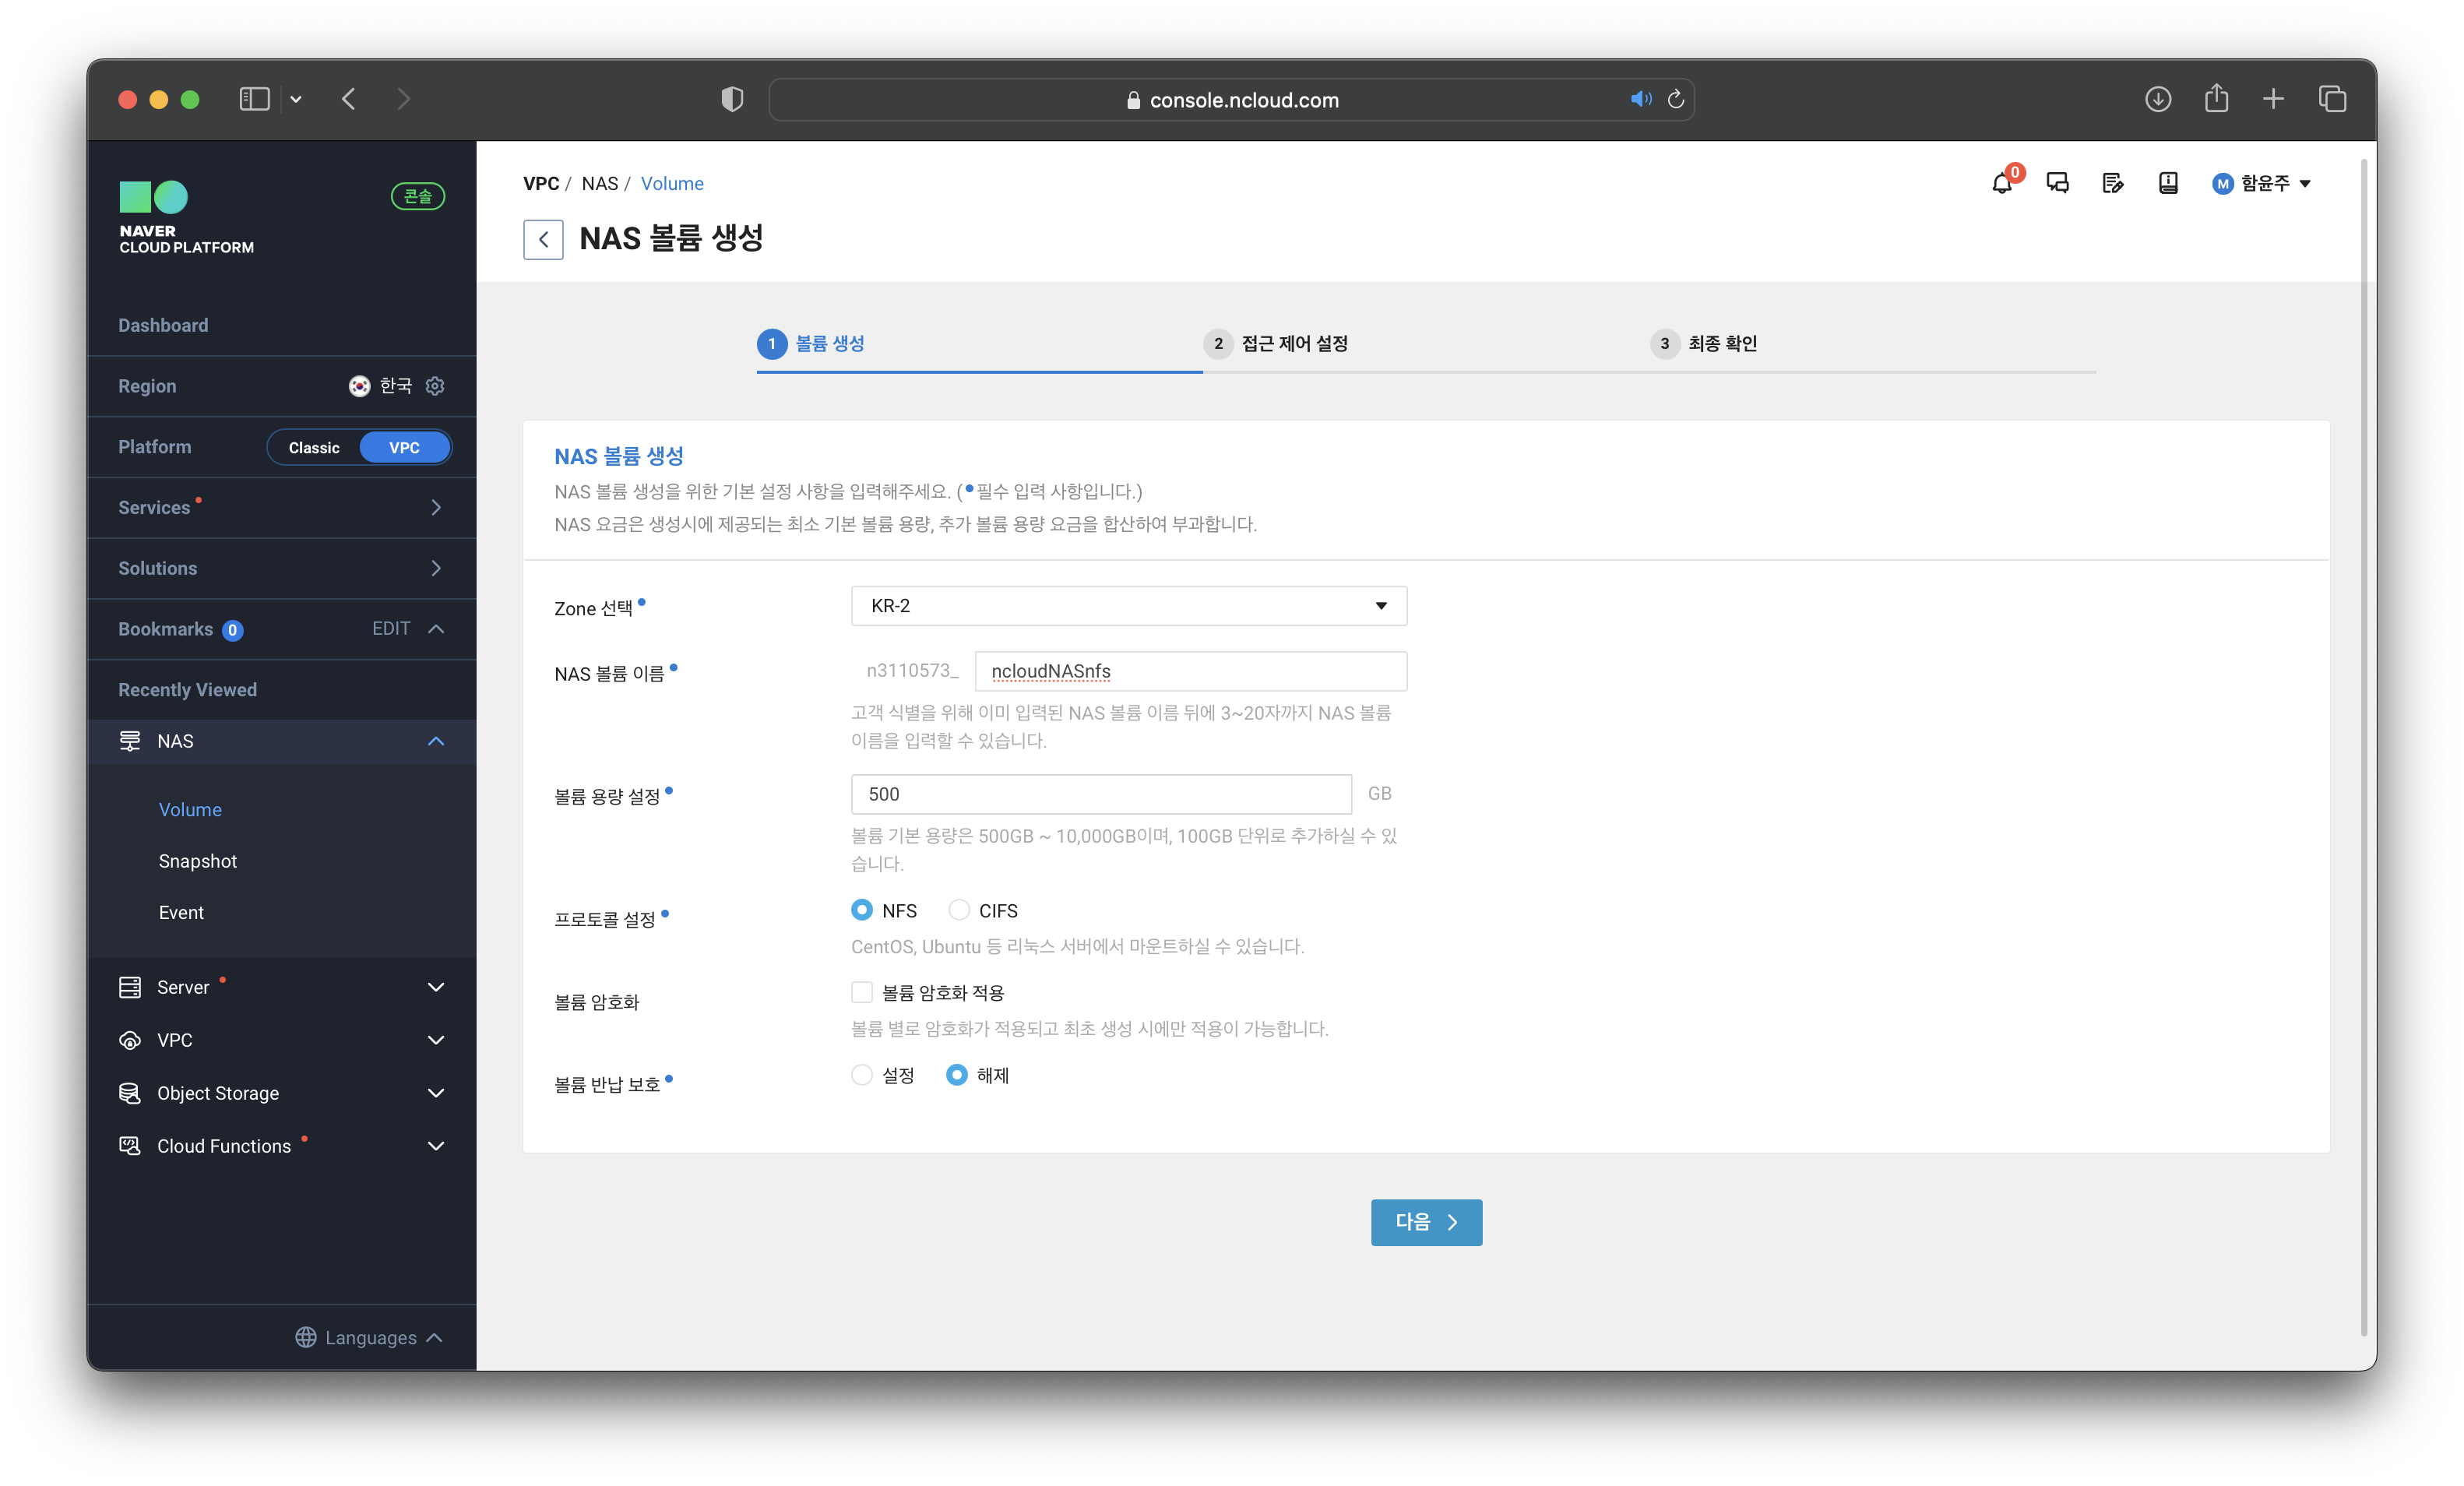 console.ncloud.com
NAVER
CLOUD PLATFORM
콘솔
Dashboard
Region 한국
Platform Classic VPC
Services
Solutions
Bookmarks 0 EDIT
Recently Viewed
NAS
Volume
Snapshot
Event
Server
VPC
Object Storage
Cloud Functions
Languages
VPC / NAS / Volume
0
M 함윤주
NAS 볼륨 생성
1 볼륨 생성
2 접근 제어 설정
3 최종 확인
NAS 볼륨 생성
NAS 볼륨 생성을 위한 기본 설정 사항을 입력해주세요. (•필수 입력 사항입니다.)
NAS 요금은 생성시에 제공되는 최소 기본 볼륨 용량, 추가 볼륨 용량 요금을 합산하여 부과합니다.
Zone 선택 KR-2
NAS 볼륨 이름 n3110573_ ncloudNASnfs
고객 식별을 위해 이미 입력된 NAS 볼륨 이름 뒤에 3~20자까지 NAS 볼륨
이름을 입력할 수 있습니다.
볼륨 용량 설정 500 GB
볼륨 기본 용량은 500GB ~ 10,000GB이며, 100GB 단위로 추가하실 수 있
습니다.
프로토콜 설정 NFS CIFS
CentOS, Ubuntu 등 리눅스 서버에서 마운트하실 수 있습니다.
볼륨 암호화 볼륨 암호화 적용
볼륨 별로 암호화가 적용되고 최초 생성 시에만 적용이 가능합니다.
볼륨 반납 보호 설정 해제
다음